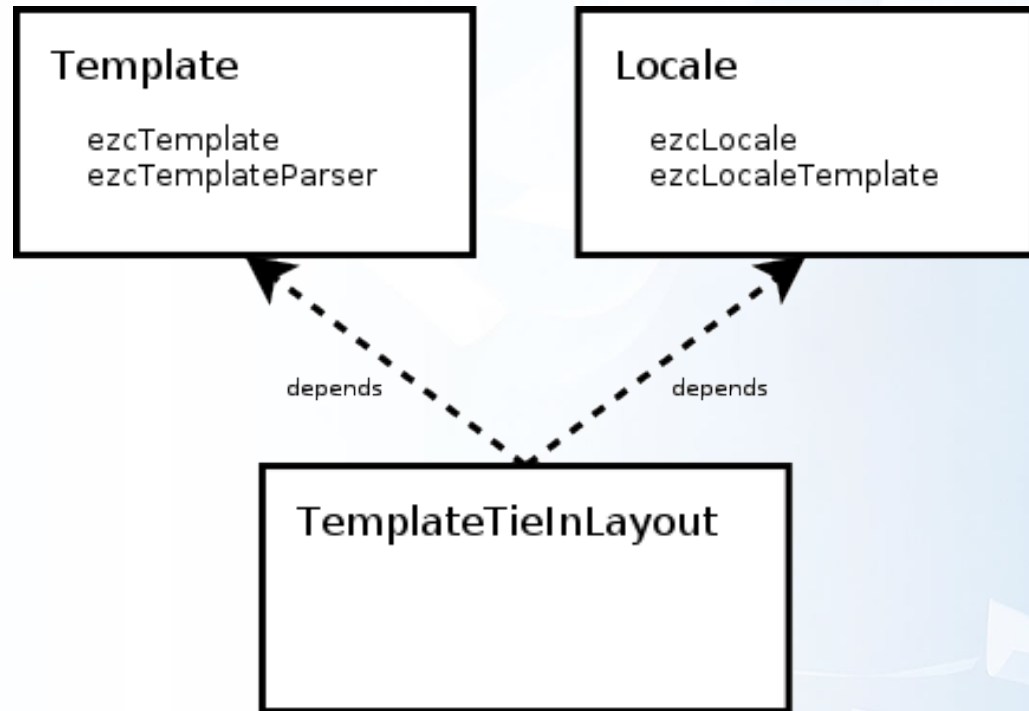 Template
ezcTemplate
ezcTemplateParser
Locale
ezcLocale
ezcLocaleTemplate
depends
depends
TemplateTieInLayout